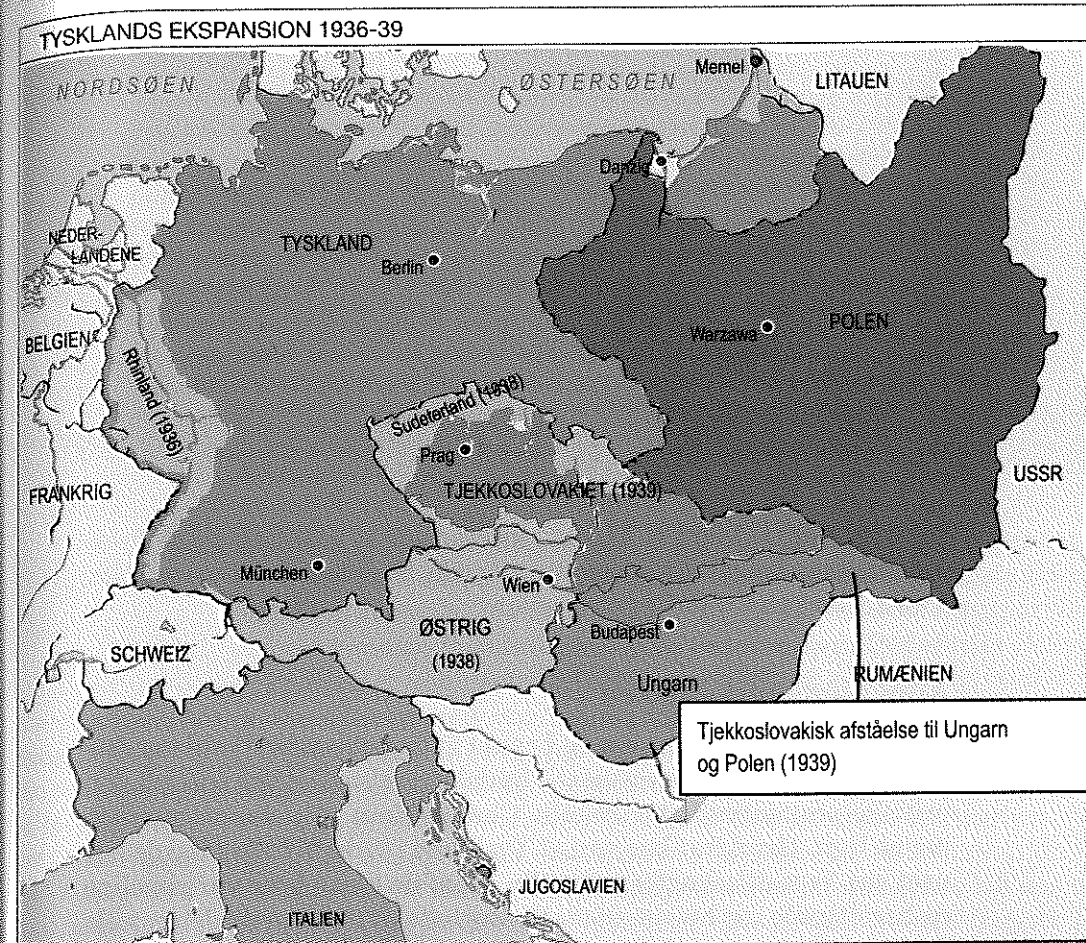 TYSKLANDS EKSPANSION 1936-39
NORDSØEN
ØSTERSØEN
Memel
LITAUEN
Danzig
NEDER-
LANDENE
TYSKLAND
Berlin
BELGIEN
Warzawa
POLEN
Rhinland (1936)
Sudeterland (1938)
Prag
FRANKRIG
TJEKKOSLOVAKIET (1939)
USSR
München
Wien
ØSTRIG
(1938)
Budapest
SCHWEIZ
Ungarn
RUMÆNIEN
Tjekkoslovakisk afståelse til Ungarn
og Polen (1939)
JUGOSLAVIEN
ITALIEN